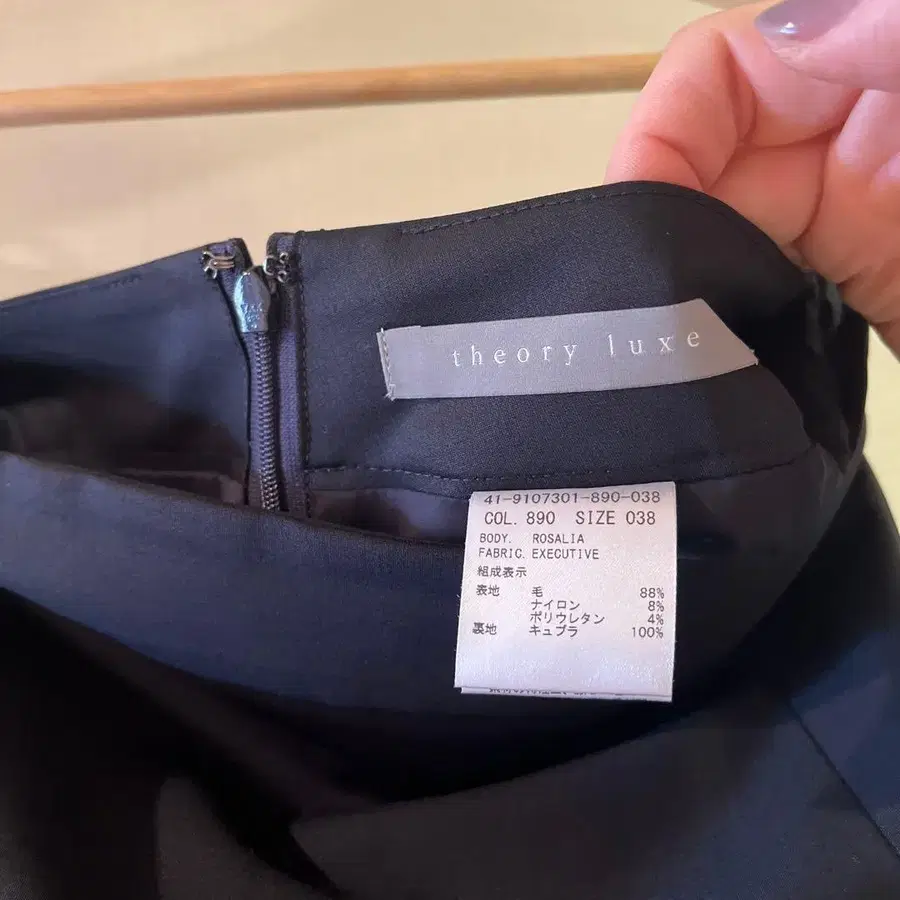 theory luxe
41-9107301-890-038
COL. 890 SIZE 038
BODY. ROSALIA
FABRIC. EXECUTIVE
組成表示
表地 毛 88%
ナイロン 8%
ポリウレタン 4%
裏地 キュプラ 100%